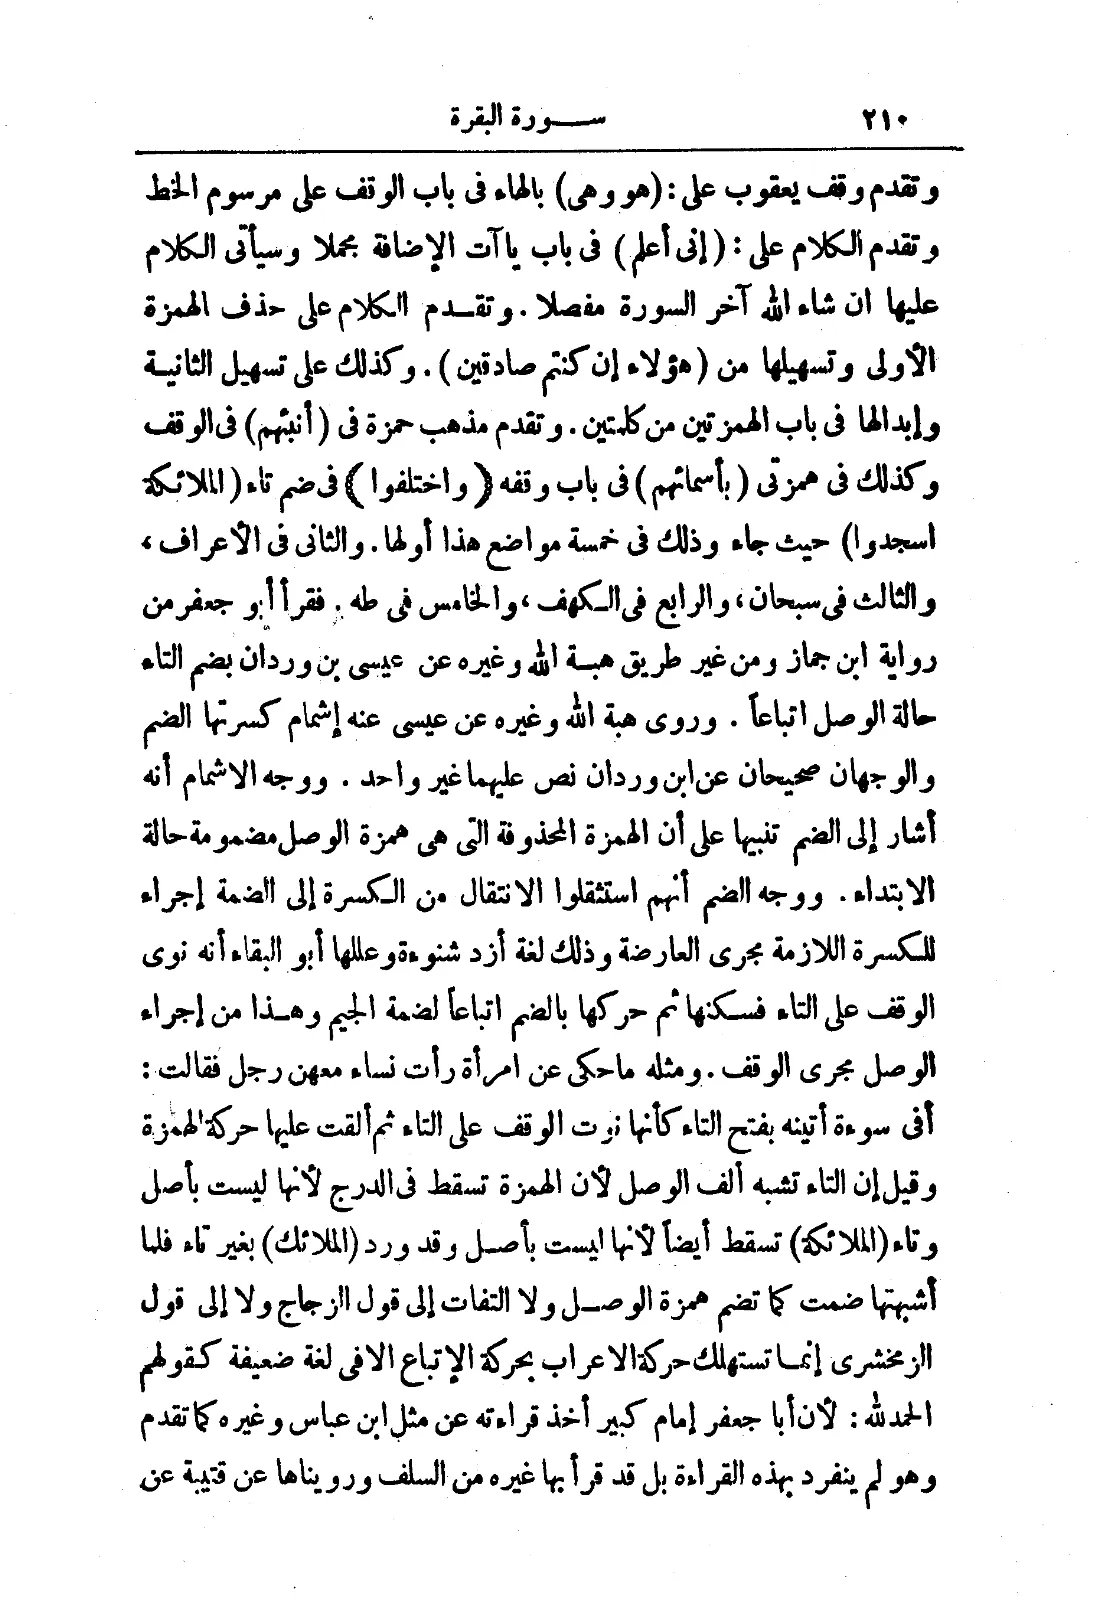 ٢١٠
ســـورة البقرة
وتقدم وقف يعقوب على : (هو وهى) بالهاء فى باب الوقف على مرسوم الخط
وتقدم الكلام على : ( إنى أعلم ) فى باب ياآت الإضافة مجملا وسيأتى الكلام
عليها ان شاء الله آخر السورة مفصلا . وتقـدم الكلام على حذف الهمزة
الأولى وتسهيلها من ( هؤلاء إن كنتم صادقين ) . وكذلك على تسهيل الثانيـة
وإبدالها فى باب الهمزتين من كلمتين . وتقدم مذهب حمزة فى ( أنبئهم ) فى الوقف
وكذلك فى همزتى ( بأسمائهم ) فى باب وقفه ( واختلفوا ) فى ضم تاء ( الملائكة
اسجدوا ) حيث جاء وذلك فى خمسة مواضع هذا أولها . والثانى فى الأعراف ،
والثالث فى سبحان ، والرابع فى الكهف ، والخامس فى طه . فقرأ أبو جعفر من
رواية ابن جماز ومن غير طريق هبـة الله وغيره عن عيسى بن وردان بضم التاء
حالة الوصل اتباعاً . وروى هبة الله وغيره عن عيسى عنه إشمام كسرتها الضم
والوجهان صحيحان عن ابن وردان نص عليهما غير واحد . ووجه الاشمام أنه
أشار إلى الضم تنبيها على أن الهمزة المحذوفة التى هى همزة الوصل مضمومة حالة
الابتداء . ووجه الضم أنهم استثقلوا الانتقال من الكسرة إلى الضمة إجراء
للكسرة اللازمة مجرى العارضة وذلك لغة أزد شنوءة وعللها أبو البقاء أنه نوى
الوقف على التاء فسكنها ثم حركها بالضم اتباعاً لضمة الجيم وهـذا من إجراء
الوصل مجرى الوقف . ومثله ماحكى عن امرأة رأت نساء معهن رجل فقالت :
أفى سوءة أتينه بفتح التاء كأنها نوت الوقف على التاء ثم ألقت عليها حركة الهمزة
وقيل إن التاء تشبه ألف الوصل لأن الهمزة تسقط فى الدرج لأنها ليست بأصل
وتاء (الملائكة) تسقط أيضاً لأنها ليست بأصـل وقد ورد (الملائك) بغير تاء فلما
أشبهتها ضمت كما تضم همزة الوصـل ولا التفات إلى قول الزجاج ولا إلى قول
الزمخشرى إنمـا تستهلك حركة الاعراب بحركة الإتباع الا فى لغة ضعيفة كقولهم
الحمد لله : لأن أبا جعفر إمام كبير أخذ قراءته عن مثل ابن عباس وغيره كما تقدم
وهو لم ينفرد بهذه القراءة بل قد قرأ بها غيره من السلف ورويناها عن قتيبة عن